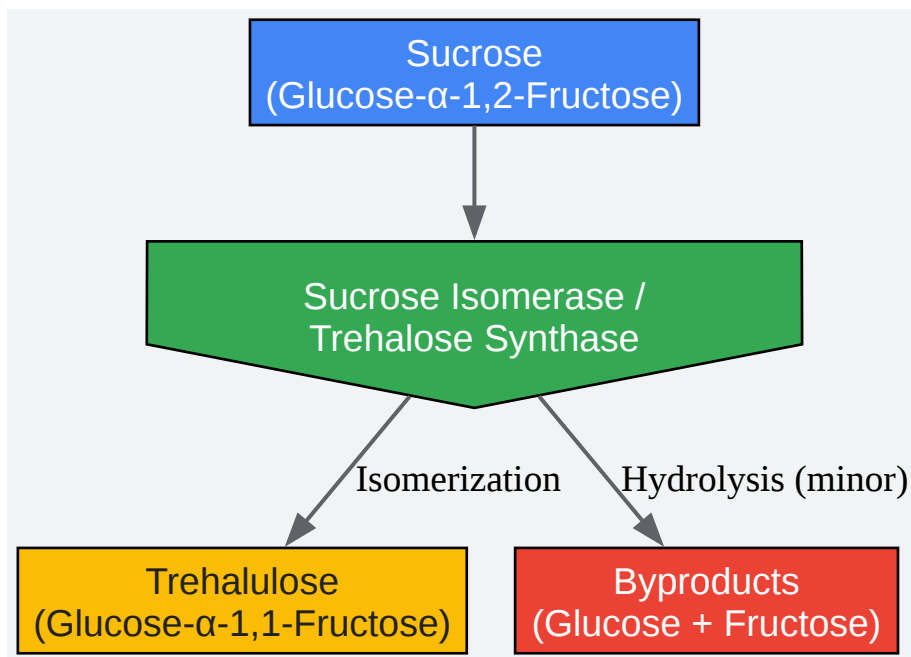 Sucrose
(Glucose-α-1,2-Fructose)
Sucrose Isomerase /
Trehalose Synthase
Isomerization
Hydrolysis (minor)
Trehalulose
(Glucose-α-1,1-Fructose)
Byproducts
(Glucose + Fructose)